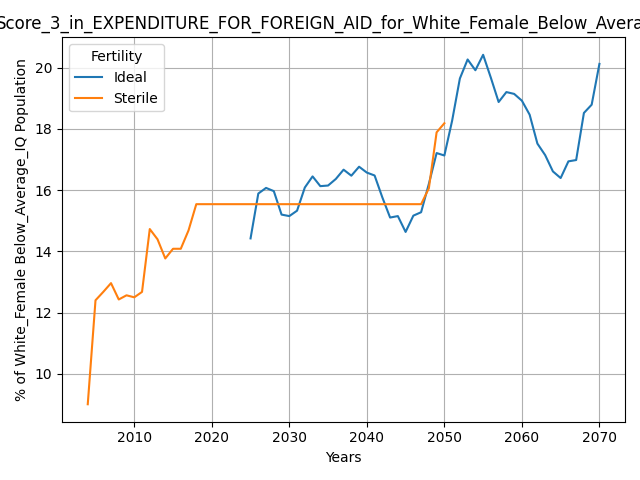 Score_3_in_EXPENDITURE_FOR_FOREIGN_AID_for_White_Female_Below_Avera
Fertility
Ideal
Sterile
% of White_Female Below_Average_IQ Population
20
18
16
14
12
10
2010 2020 2030 2040 2050 2060 2070
Years